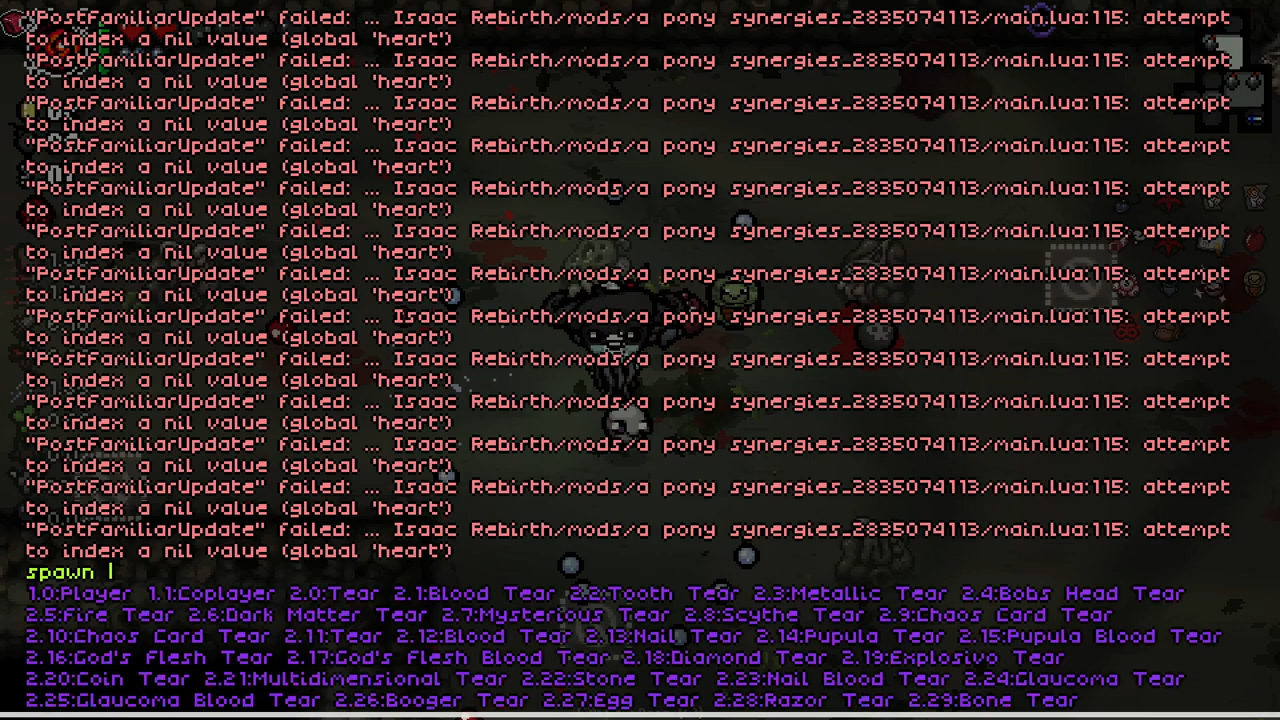 "PostFamiliarUpdate" failed: ... Isaac Rebirth/mods/a pony synergies_2835074113/main.lua:115: attempt
to index a nil value (global 'heart')
"PostFamiliarUpdate" failed: ... Isaac Rebirth/mods/a pony synergies_2835074113/main.lua:115: attempt
to index a nil value (global 'heart')
"PostFamiliarUpdate" failed: ... Isaac Rebirth/mods/a pony synergies_2835074113/main.lua:115: attempt
to index a nil value (global 'heart')
"PostFamiliarUpdate" failed: ... Isaac Rebirth/mods/a pony synergies_2835074113/main.lua:115: attempt
to index a nil value (global 'heart')
"PostFamiliarUpdate" failed: ... Isaac Rebirth/mods/a pony synergies_2835074113/main.lua:115: attempt
to index a nil value (global 'heart')
"PostFamiliarUpdate" failed: ... Isaac Rebirth/mods/a pony synergies_2835074113/main.lua:115: attempt
to index a nil value (global 'heart')
"PostFamiliarUpdate" failed: ... Isaac Rebirth/mods/a pony synergies_2835074113/main.lua:115: attempt
to index a nil value (global 'heart')
"PostFamiliarUpdate" failed: ... Isaac Rebirth/mods/a pony synergies_2835074113/main.lua:115: attempt
to index a nil value (global 'heart')
"PostFamiliarUpdate" failed: ... Isaac Rebirth/mods/a pony synergies_2835074113/main.lua:115: attempt
to index a nil value (global 'heart')
"PostFamiliarUpdate" failed: ... Isaac Rebirth/mods/a pony synergies_2835074113/main.lua:115: attempt
to index a nil value (global 'heart')
"PostFamiliarUpdate" failed: ... Isaac Rebirth/mods/a pony synergies_2835074113/main.lua:115: attempt
to index a nil value (global 'heart')
"PostFamiliarUpdate" failed: ... Isaac Rebirth/mods/a pony synergies_2835074113/main.lua:115: attempt
to index a nil value (global 'heart')
"PostFamiliarUpdate" failed: ... Isaac Rebirth/mods/a pony synergies_2835074113/main.lua:115: attempt
to index a nil value (global 'heart')
spawn |
1.0:Player 1.1:Coplayer 2.0:Tear 2.1:Blood Tear 2.2:Tooth Tear 2.3:Metallic Tear 2.4:Bobs Head Tear
2.5:Fire Tear 2.6:Dark Matter Tear 2.7:Mysterious Tear 2.8:Scythe Tear 2.9:Chaos Card Tear
2.10:Chaos Card Tear 2.11:Tear 2.12:Blood Tear 2.13:Nail Tear 2.14:Pupula Tear 2.15:Pupula Blood Tear
2.16:God's Flesh Tear 2.17:God's Flesh Blood Tear 2.18:Diamond Tear 2.19:Explosivo Tear
2.20:Coin Tear 2.21:Multidimensional Tear 2.22:Stone Tear 2.23:Nail Blood Tear 2.24:Glaucoma Tear
2.25:Glaucoma Blood Tear 2.26:Booger Tear 2.27:Egg Tear 2.28:Razor Tear 2.29:Bone Tear